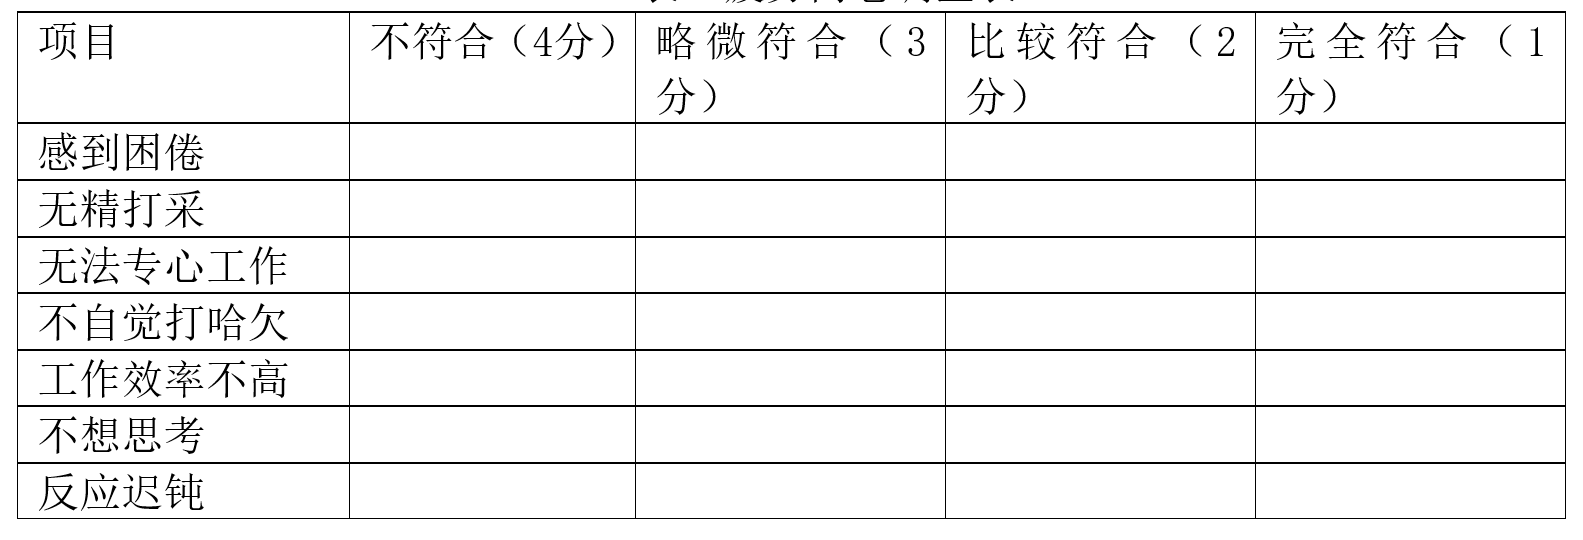 项目 不符合（4分） 略微符合（3分） 比较符合（2分） 完全符合（1分）
感到困倦
无精打采
无法专心工作
不自觉打哈欠
工作效率不高
不想思考
反应迟钝